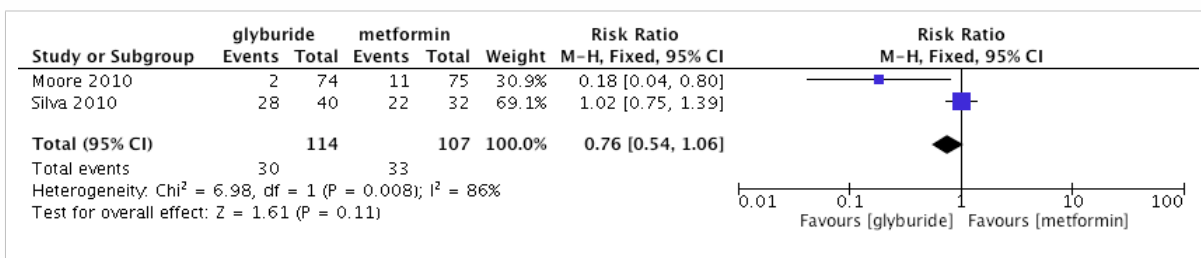 glyburide metformin Risk Ratio Risk Ratio
Study or Subgroup Events Total Events Total Weight M-H, Fixed, 95% CI M-H, Fixed, 95% CI
Moore 2010 2 74 11 75 30.9% 0.18 [0.04, 0.80]
Silva 2010 28 40 22 32 69.1% 1.02 [0.75, 1.39]
Total (95% CI) 114 107 100.0% 0.76 [0.54, 1.06]
Total events 30 33
Heterogeneity: Chi² = 6.98, df = 1 (P = 0.008); I² = 86%
Test for overall effect: Z = 1.61 (P = 0.11)
0.01 0.1 1 10 100
Favours [glyburide] Favours [metformin]